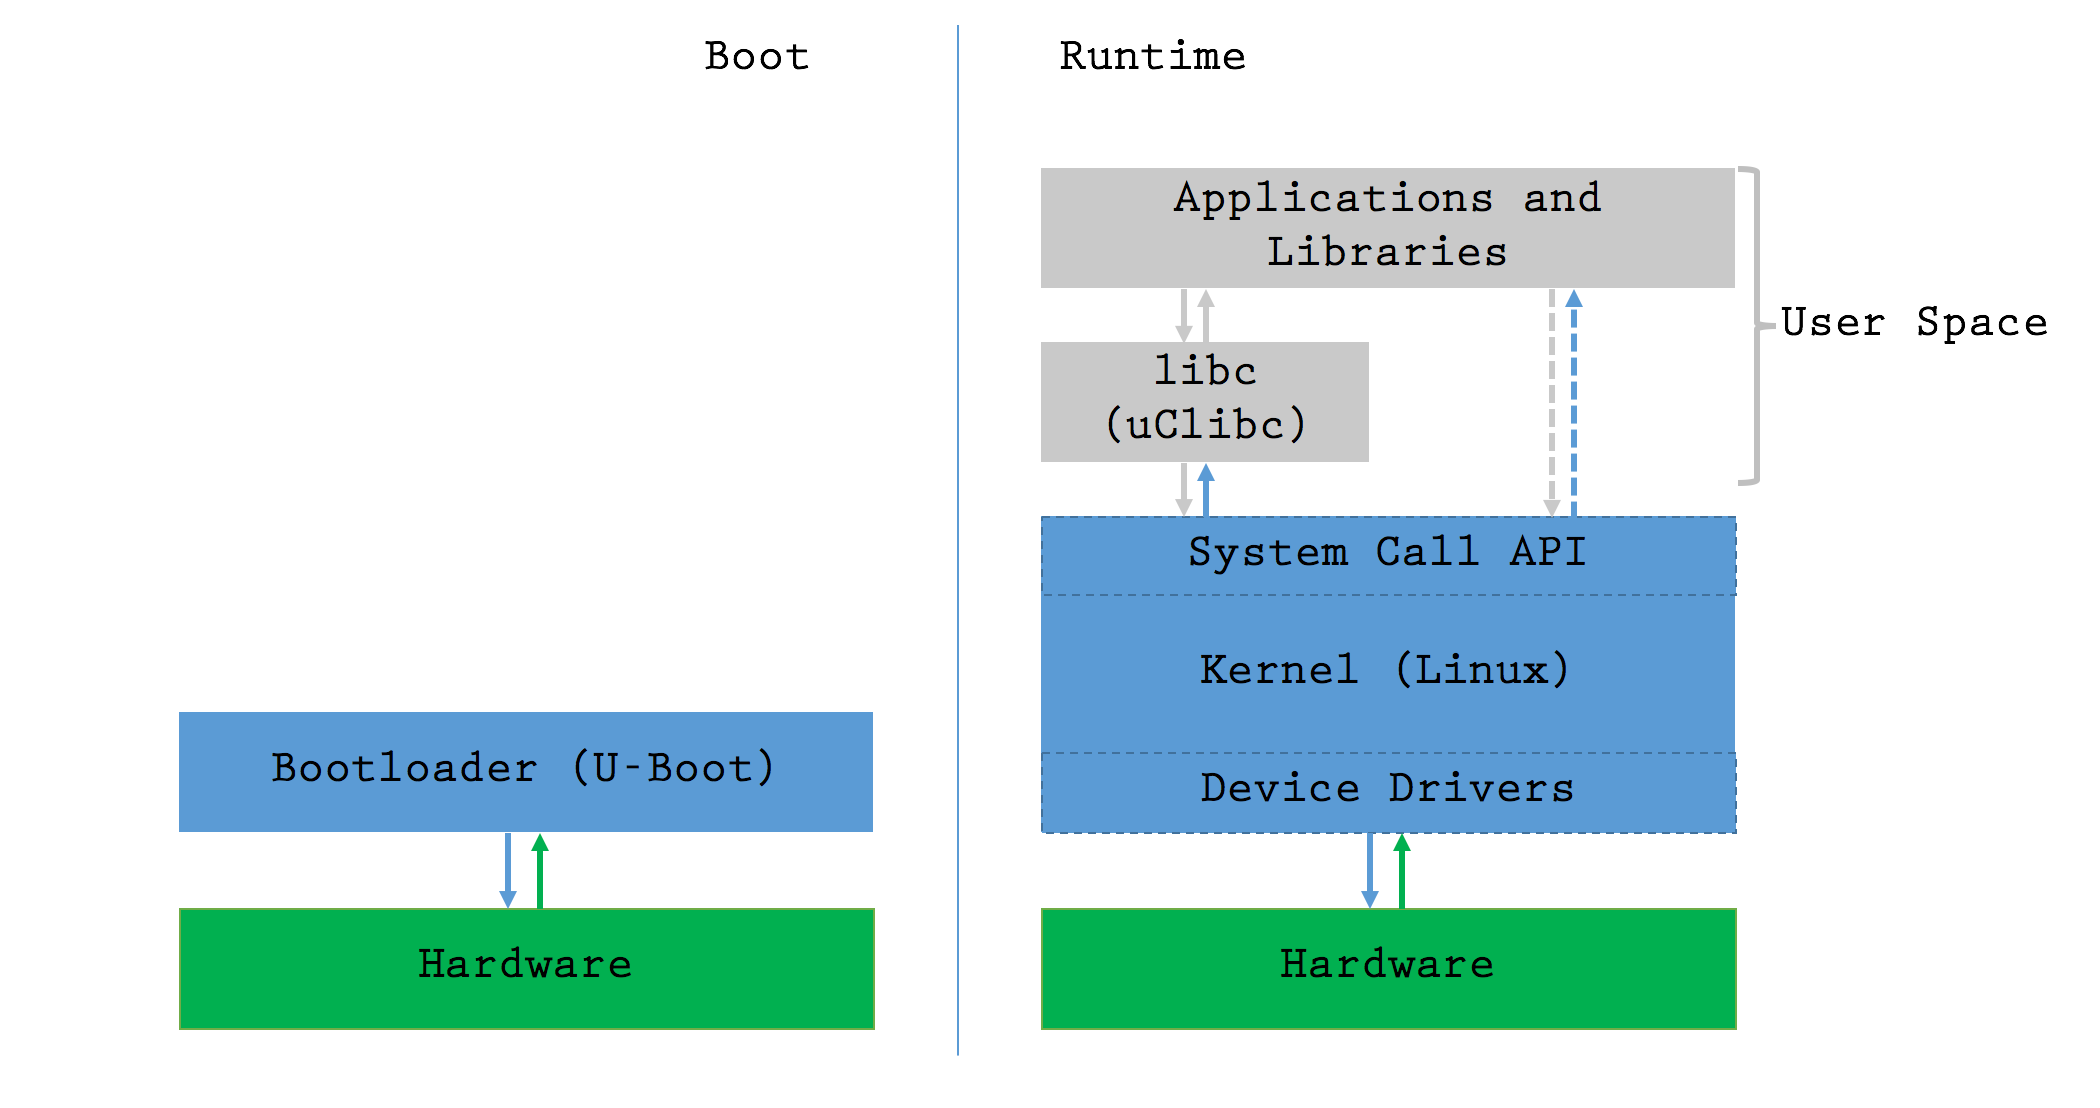 Boot
Runtime
Applications and
Libraries
User Space
libc
(uClibc)
System Call API
Kernel (Linux)
Bootloader (U-Boot)
Device Drivers
Hardware
Hardware